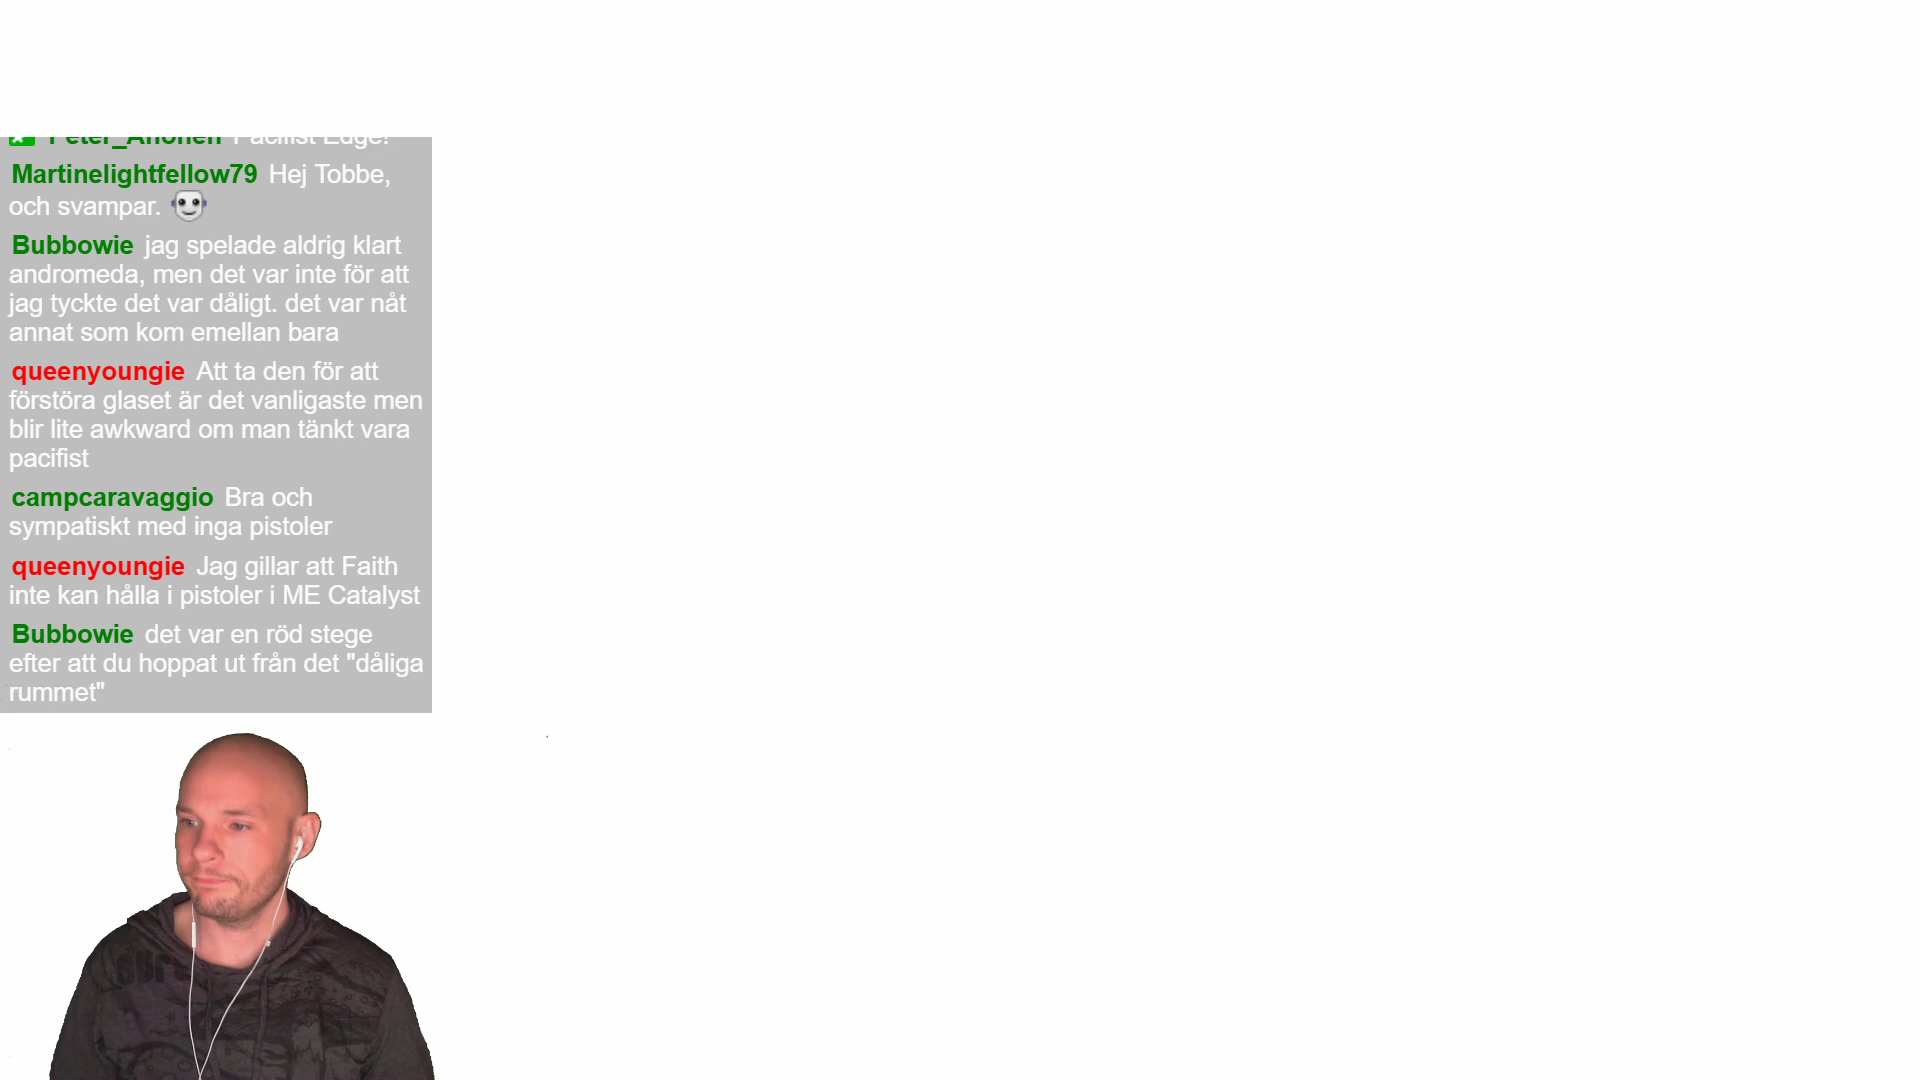 Peter_Ahonen Pacifist Edge!
Martinelightfellow79 Hej Tobbe,
och svampar.
Bubbowie jag spelade aldrig klart
andromeda, men det var inte för att
jag tyckte det var dåligt. det var nåt
annat som kom emellan bara
queenyoungie Att ta den för att
förstöra glaset är det vanligaste men
blir lite awkward om man tänkt vara
pacifist
campcaravaggio Bra och
sympatiskt med inga pistoler
queenyoungie Jag gillar att Faith
inte kan hålla i pistoler i ME Catalyst
Bubbowie det var en röd stege
efter att du hoppat ut från det "dåliga
rummet"